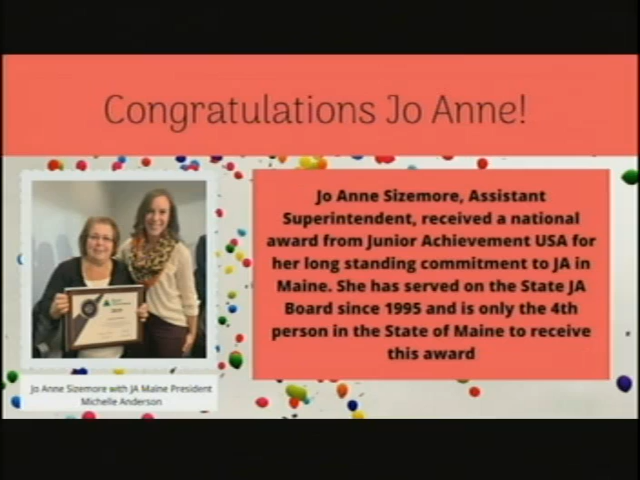 Congratulations Jo Anne!
Jo Anne Sizemore, Assistant
Superintendent, received a national
award from Junior Achievement USA for
her long standing commitment to JA in
Maine. She has served on the State JA
Board since 1995 and is only the 4th
person in the State of Maine to receive
this award
Jo Anne Sizemore with JA Maine President
Michelle Anderson